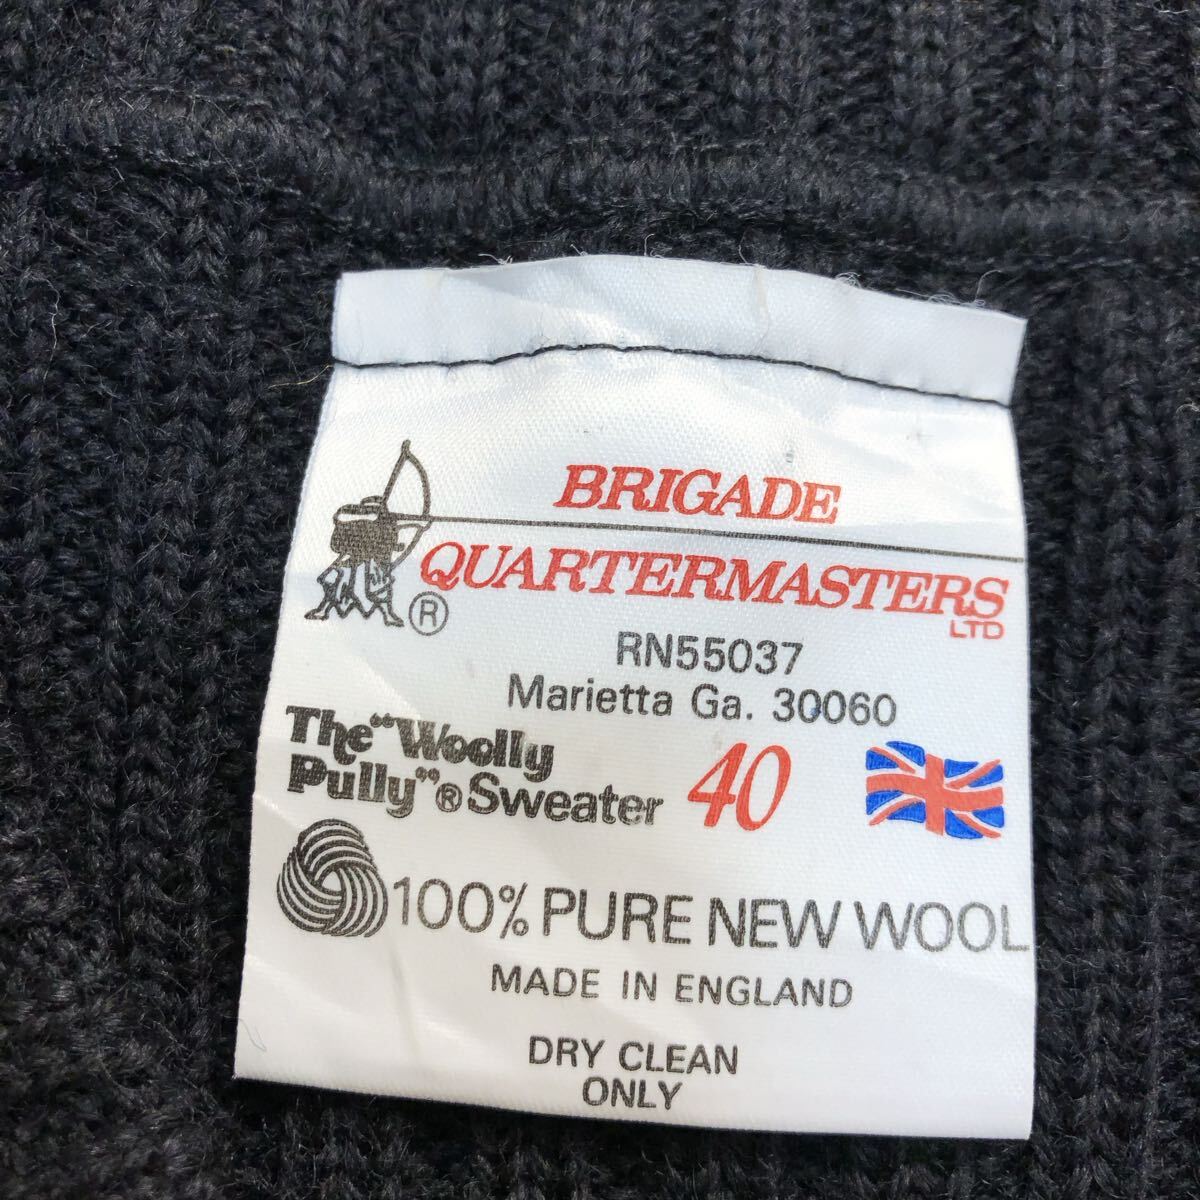 BRIGADE
QUARTERMASTERS
LTD
®
RN55037
Marietta Ga. 30060
The "Woolly
Pully"® Sweater 40
100% PURE NEW WOOL
MADE IN ENGLAND
DRY CLEAN
ONLY